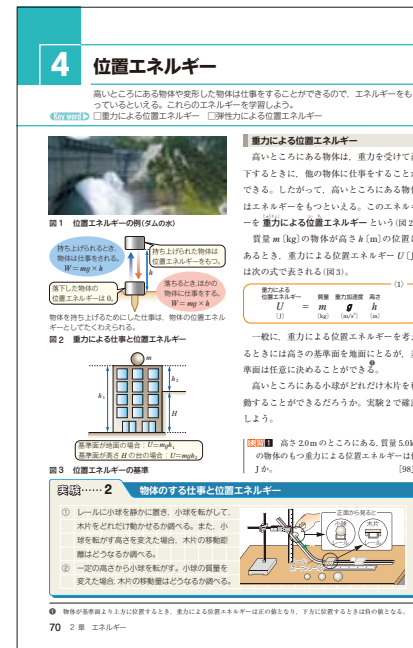 4 位置エネルギー
高いところにある物体や変形した物体は仕事をすることができるので，エネルギーをも
っているといえる。これらのエネルギーを学習しよう。
Key word ▶ □重力による位置エネルギー □弾性力による位置エネルギー
図1 位置エネルギーの例(ダムの水)
持ち上げられるとき，
物体は仕事をされる。
W＝mg×h
持ち上げられた物体は
位置エネルギーをもつ。
h
落下した物体の
位置エネルギーは 0。
落ちるとき，ほかの
物体に仕事をする。
W＝mg×h
物体を持ち上げるためにした仕事は，物体の位置エネル
ギーとしてたくわえられる。
図2 重力による仕事と位置エネルギー
m
h₁
h₂
H
基準面が地面の場合：U＝mgh₁
基準面が高さ H の台の場合：U＝mgh₂
図3 位置エネルギーの基準
重力による位置エネルギー
高いところにある物体は，重力を受けて
下するときに，他の物体に仕事をすること
できる。したがって，高いところにある物
はエネルギーをもつといえる。このエネルギ
ーを重力による位置エネルギーという(図2
質量 m [kg]の物体が高さ h [m]の位置に
あるとき，重力による位置エネルギー U [J
は次の式で表される(図3)。
(1)
重力による
位置エネルギー 質量 重力加速度 高さ
U ＝ m g h
[J] [kg] [m/s²] [m]
一般に，重力による位置エネルギーを考
るときには高さの基準面を地面にとるが，
準面は任意に決めることができる。❶
高いところにある小球がどれだけ木片を
動することができるだろうか。実験2で確
しよう。
練習1 高さ2.0mのところにある，質量5.0k
の物体のもつ重力による位置エネルギーは
Jか。 [98J
実験……2 物体のする仕事と位置エネルギー
① レールに小球を静かに置き，小球を転がして，
木片をどれだけ動かせるか調べる。また，小
球を転がす高さを変えた場合，木片の移動距
離はどうなるか調べる。
② 一定の高さから小球を転がす。小球の質量を
変えた場合，木片の移動量はどうなるか調べる。
正面から見ると
小球 木片
レール レール
❶ 物体が基準面より上方に位置するとき，重力による位置エネルギーは正の値となり，下方に位置するときは負の値となる。
70 2章 エネルギー